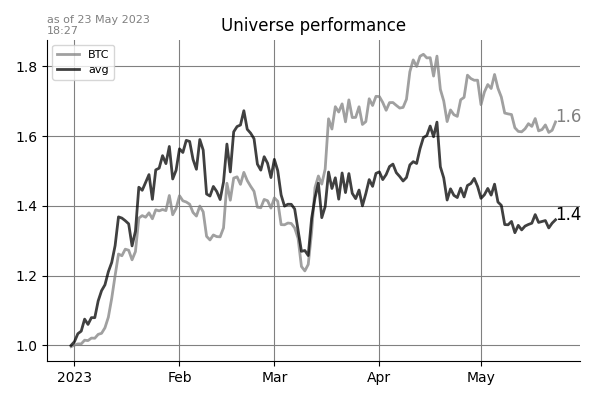 as of 23 May 2023
18:27
Universe performance
BTC
avg
1.8
1.6
1.4
1.2
1.0
1.6
1.4
2023
Feb
Mar
Apr
May